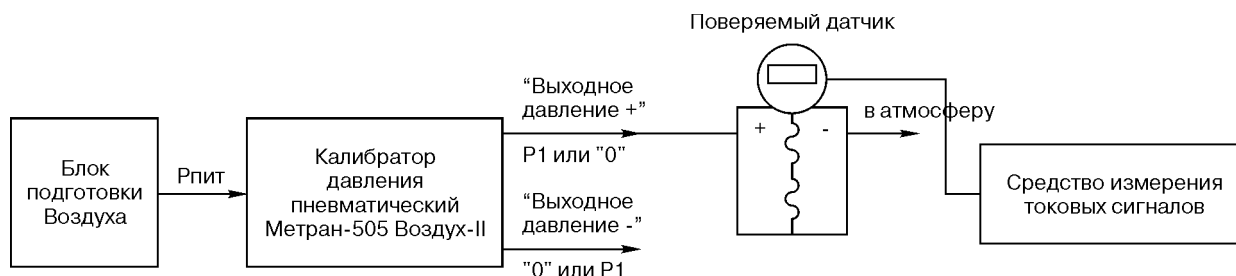 Поверяемый датчик
“Выходное
давление +”
в атмосферу
+
-
Р1 или "0"
Блок
подготовки
Воздуха
Рпит
Калибратор
давления
пневматический
Метран-505 Воздух-II
“Выходное
давление -”
"0" или Р1
Средство измерения
токовых сигналов